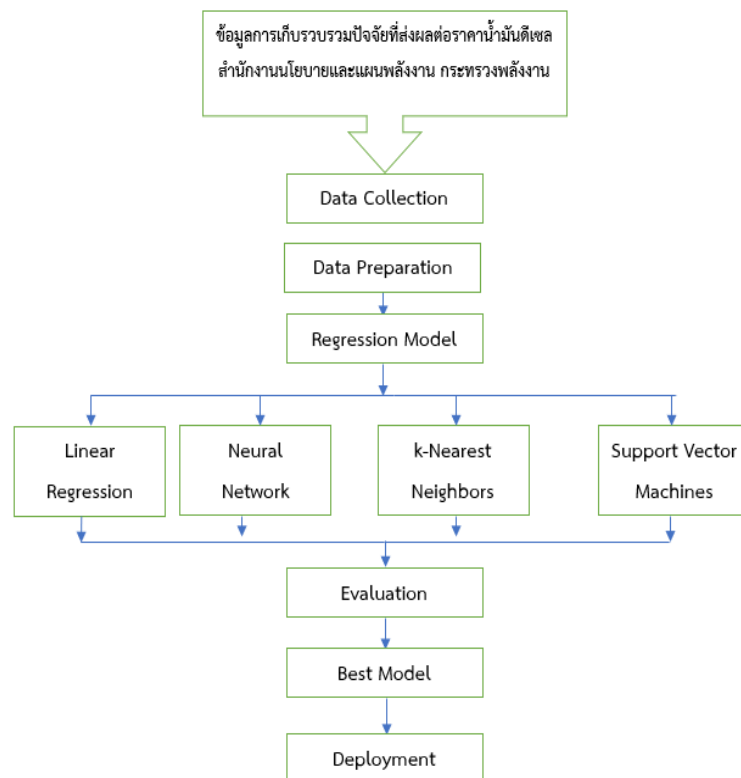 ข้อมูลการเก็บรวบรวมปัจจัยที่ส่งผลต่อราคาน้ำมันดีเซล
สำนักงานนโยบายและแผนพลังงาน กระทรวงพลังงาน
Data Collection
Data Preparation
Regression Model
Linear
Regression
Neural
Network
k-Nearest
Neighbors
Support Vector
Machines
Evaluation
Best Model
Deployment